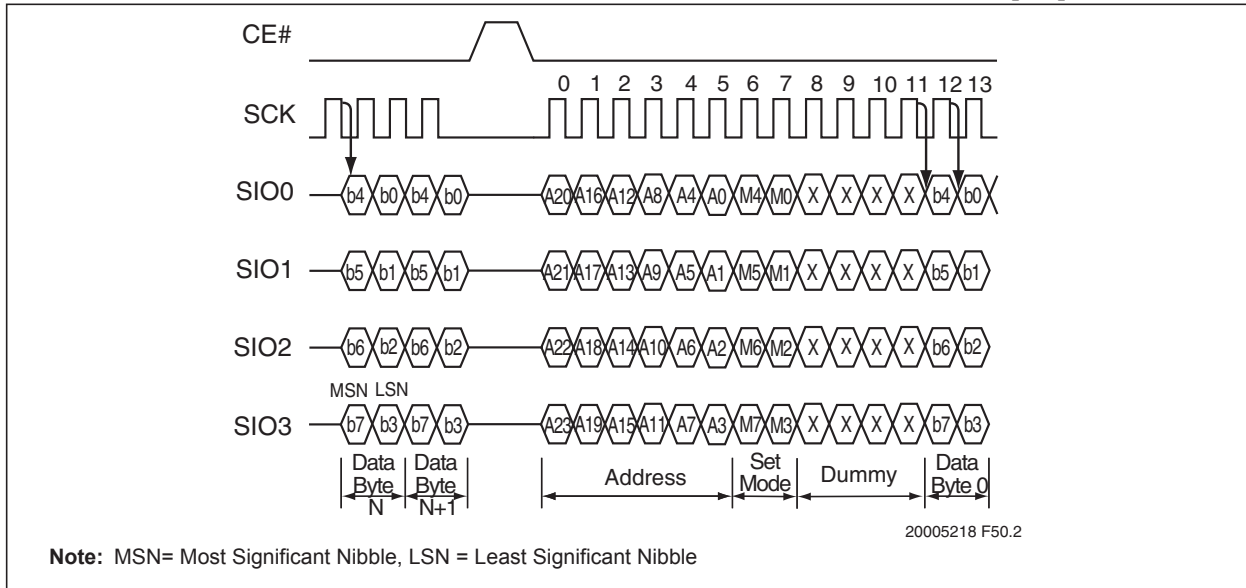 CE#
0 1 2 3 4 5 6 7 8 9 10 11 12 13
SCK
SIO0 b4 b0 b4 b0 A20 A16 A12 A8 A4 A0 M4 M0 X X X X b4 b0
SIO1 b5 b1 b5 b1 A21 A17 A13 A9 A5 A1 M5 M1 X X X X b5 b1
SIO2 b6 b2 b6 b2 A22 A18 A14 A10 A6 A2 M6 M2 X X X X b6 b2
MSN LSN
SIO3 b7 b3 b7 b3 A23 A19 A15 A11 A7 A3 M7 M3 X X X X b7 b3
Data Byte N
Data Byte N+1
Address
Set Mode
Dummy
Data Byte 0
20005218 F50.2
Note: MSN= Most Significant Nibble, LSN = Least Significant Nibble